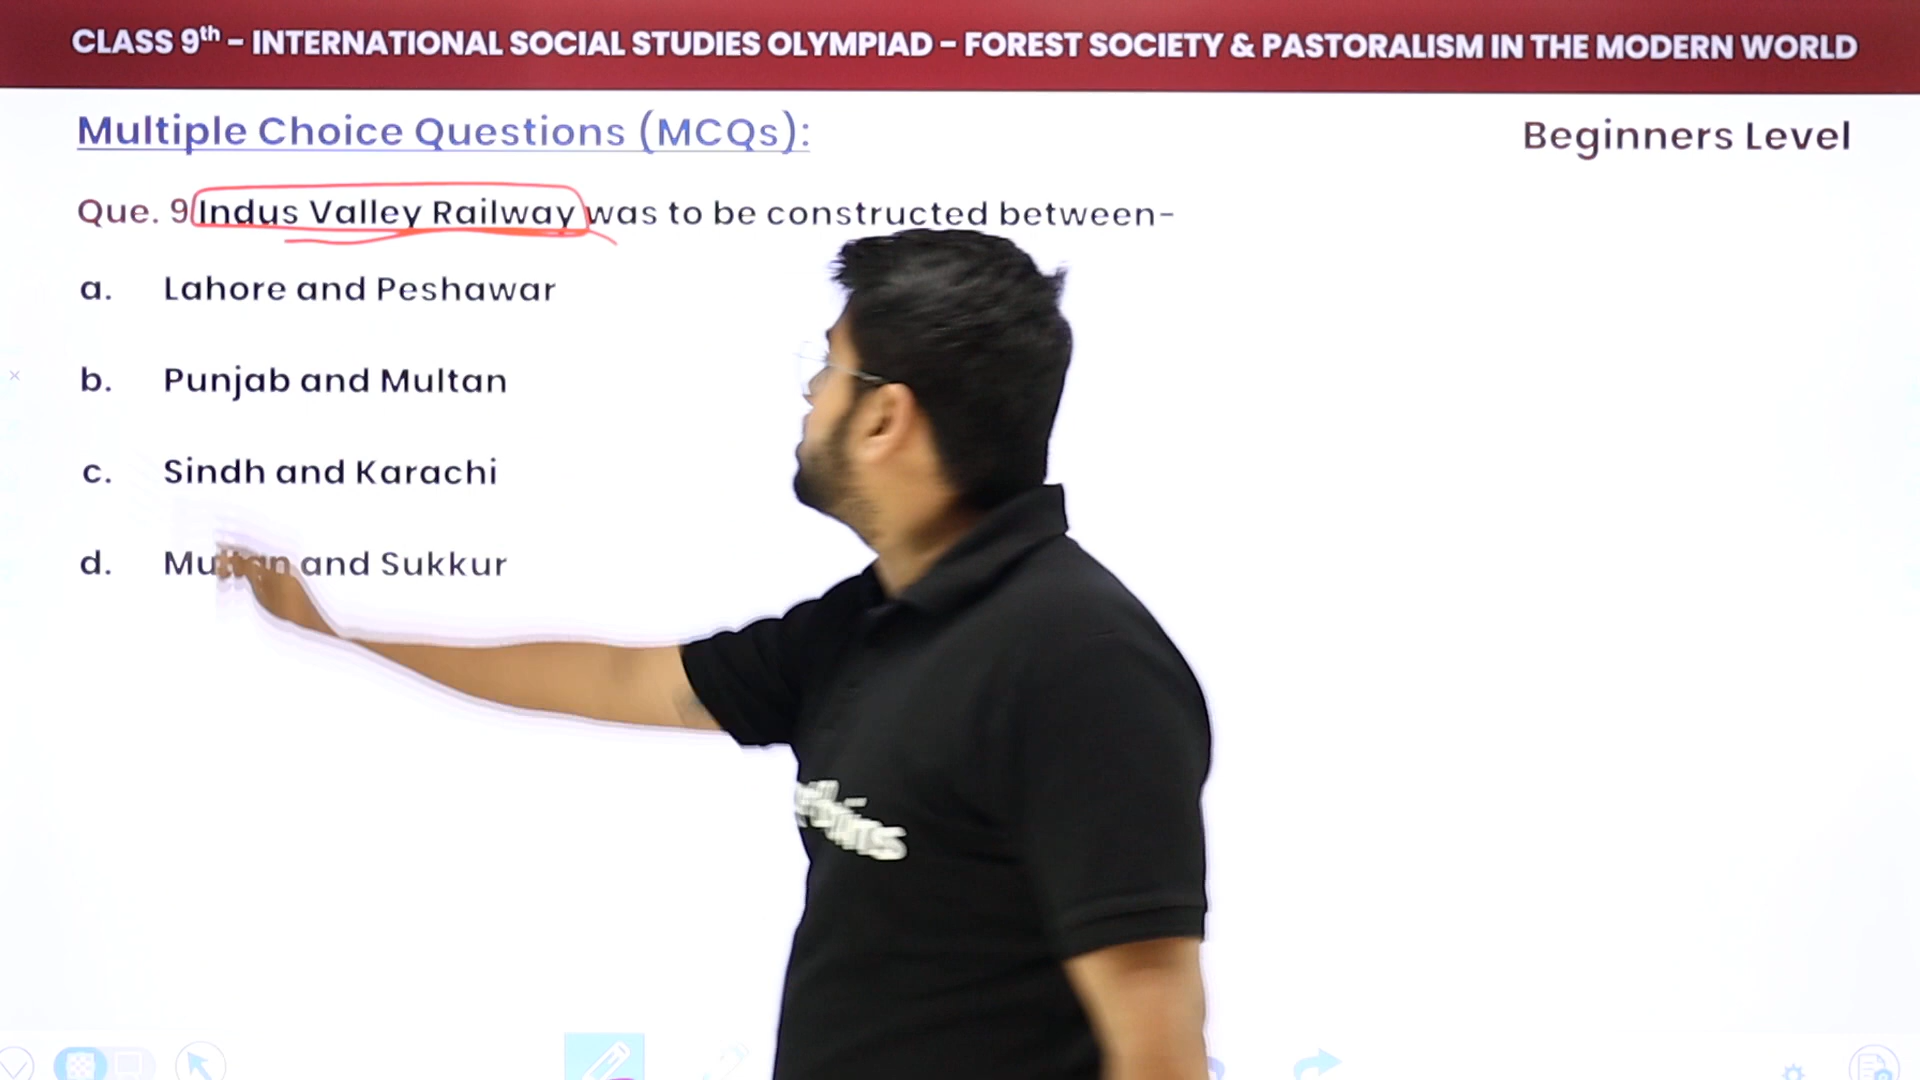 CLASS 9th – INTERNATIONAL SOCIAL STUDIES OLYMPIAD – FOREST SOCIETY & PASTORALISM IN THE MODERN WORLD
Multiple Choice Questions (MCQs):
Beginners Level
Que. 9 Indus Valley Railway was to be constructed between-
a. Lahore and Peshawar
b. Punjab and Multan
c. Sindh and Karachi
d. Multan and Sukkur